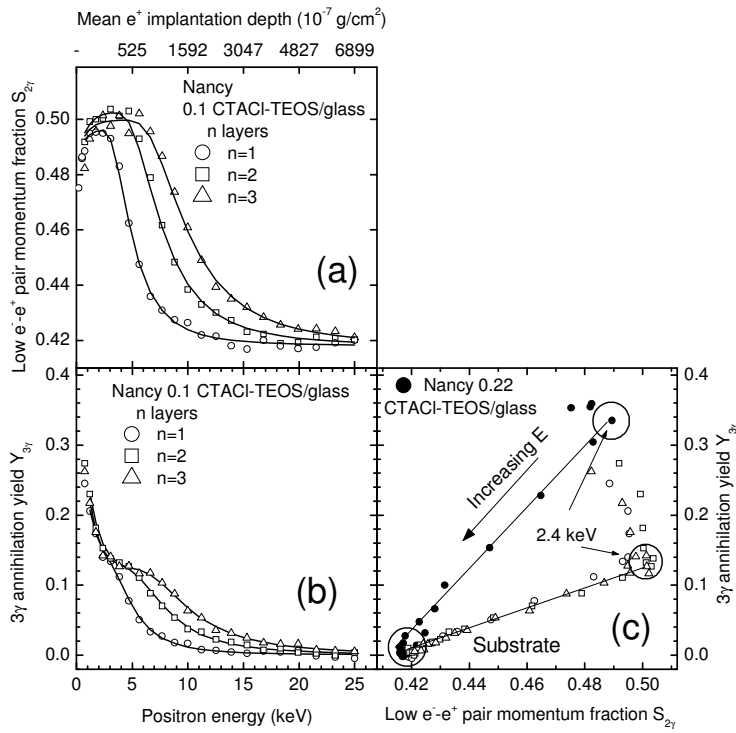 Mean e⁺ implantation depth (10⁻⁷ g/cm²)
- 525 1592 3047 4827 6899
Low e⁻-e⁺ pair momentum fraction S₂γ
0.50
0.48
0.46
0.44
0.42
Nancy
0.1 CTACl-TEOS/glass
n layers
n=1
n=2
n=3
(a)
3γ annihilation yield Y₃γ
0.4
0.3
0.2
0.1
0.0
Nancy 0.1 CTACl-TEOS/glass
n layers
n=1
n=2
n=3
(b)
0 5 10 15 20 25
Positron energy (keV)
Nancy 0.22
CTACl-TEOS/glass
Increasing E
2.4 keV
Substrate
(c)
0.4
0.3
0.2
0.1
0.0
3γ annihilation yield Y₃γ
0.42 0.44 0.46 0.48 0.50
Low e⁻-e⁺ pair momentum fraction S₂γ